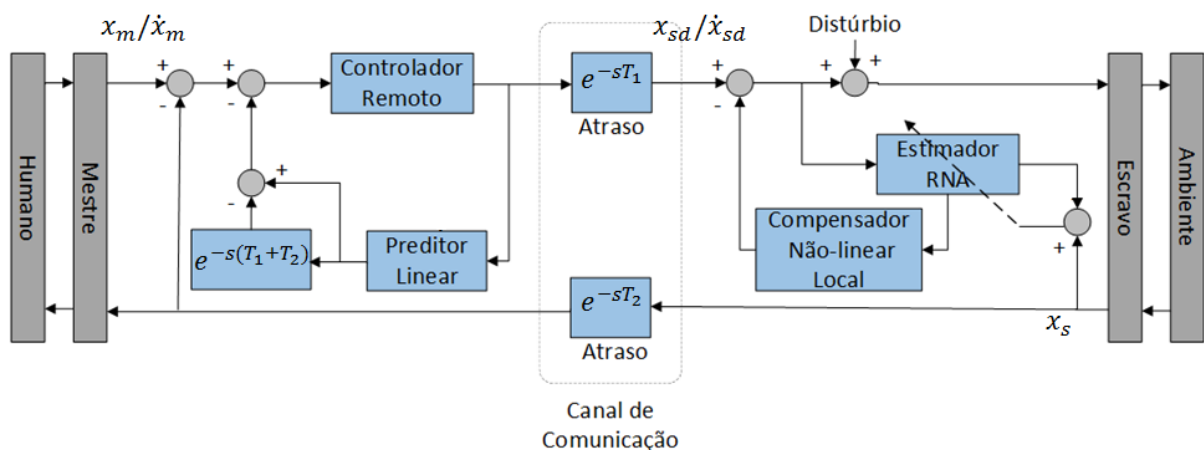 x_m/ẋ_m
x_sd/ẋ_sd
Distúrbio
+
+
-
-
Controlador
Remoto
e^{-sT_1}
Atraso
+
-
+
+
Humano
Mestre
+
-
e^{-s(T_1+T_2)}
Preditor
Linear
Estimador
RNA
Compensador
Não-linear
Local
+
+
Escravo
Ambiente
e^{-sT_2}
Atraso
x_s
Canal de
Comunicação